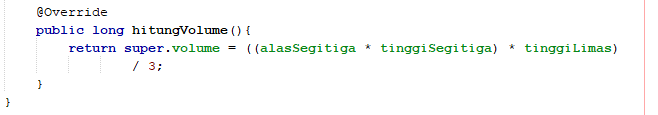 @Override
public long hitungVolume(){
return super.volume = ((alasSegitiga * tinggiSegitiga) * tinggiLimas)
/ 3;
}
}